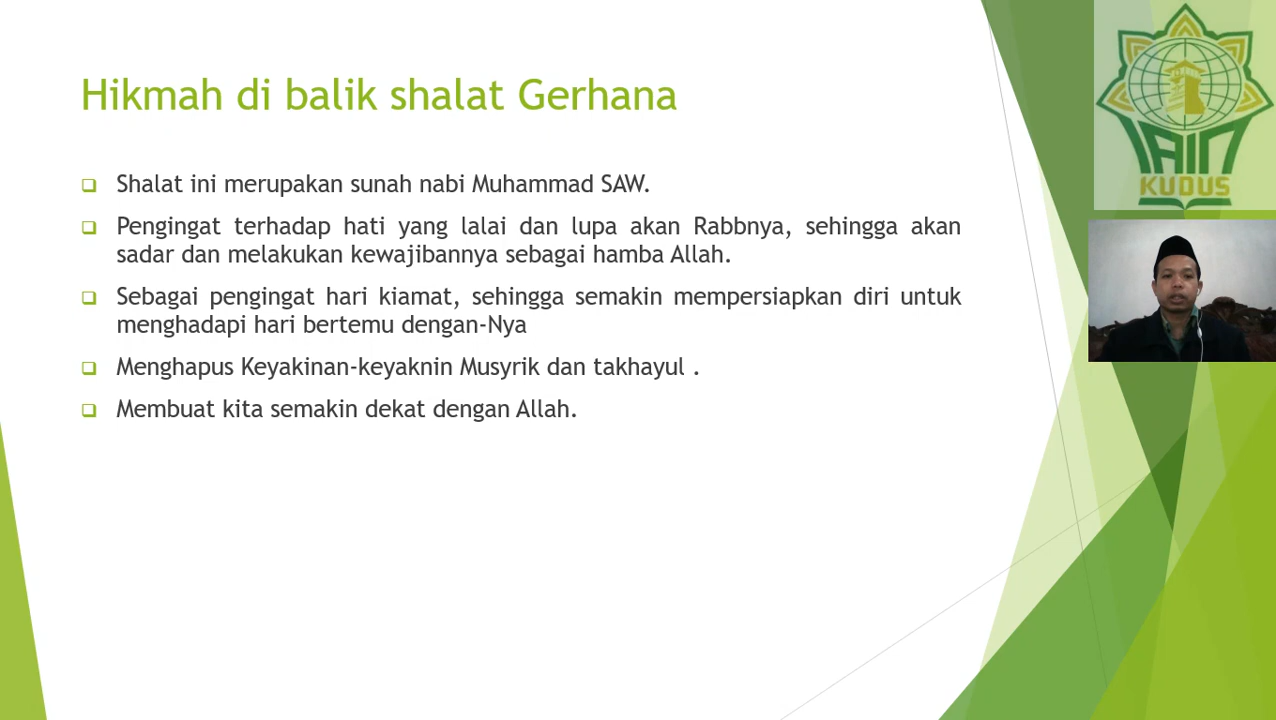 Hikmah di balik shalat Gerhana
Shalat ini merupakan sunah nabi Muhammad SAW.
Pengingat terhadap hati yang lalai dan lupa akan Rabbnya, sehingga akan
sadar dan melakukan kewajibannya sebagai hamba Allah.
Sebagai pengingat hari kiamat, sehingga semakin mempersiapkan diri untuk
menghadapi hari bertemu dengan-Nya
Menghapus Keyakinan-keyaknin Musyrik dan takhayul .
Membuat kita semakin dekat dengan Allah.
IAIN
KUDUS